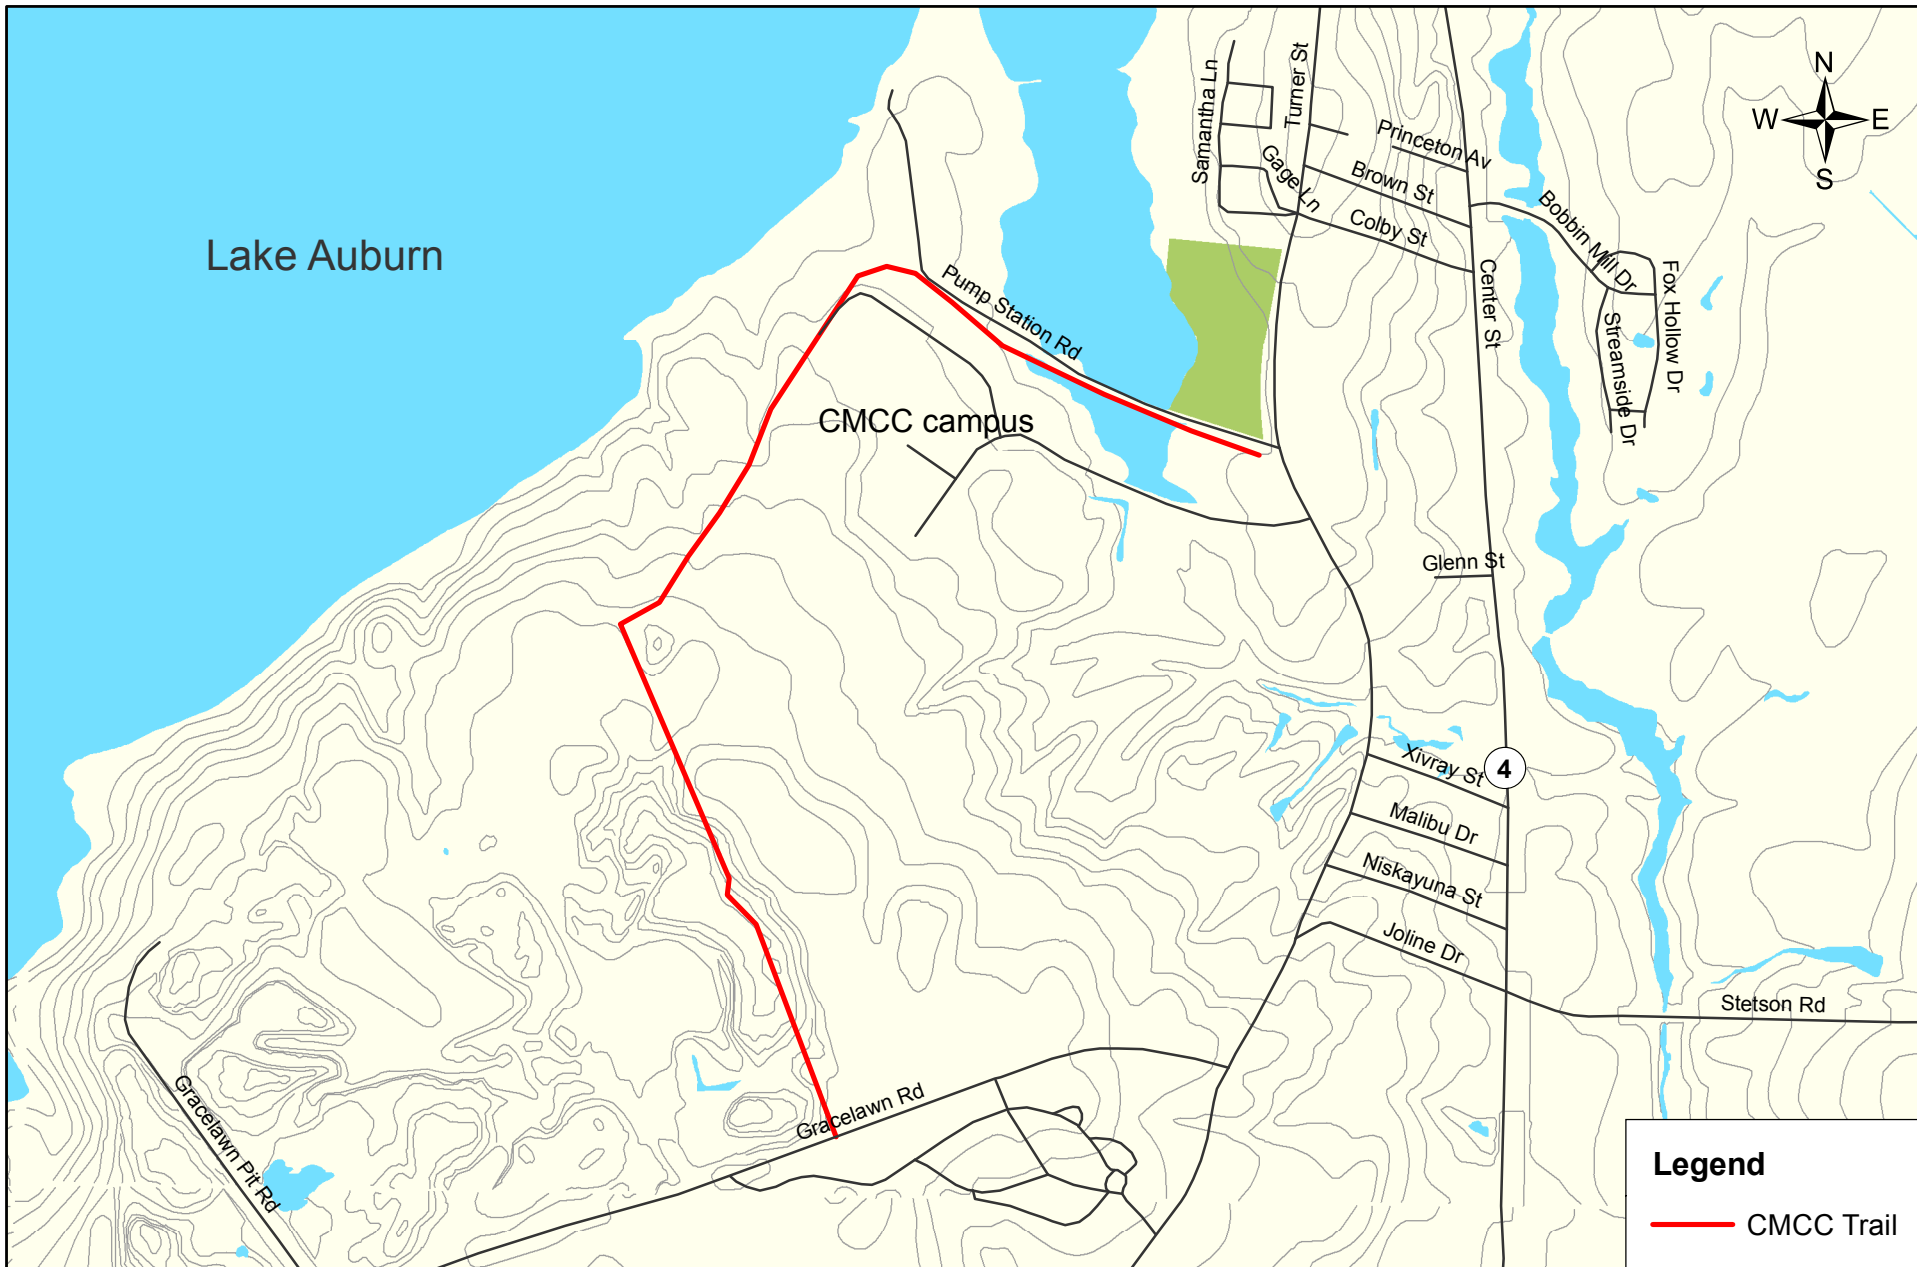 N
W
E
S
Samantha Ln
Turner St
Gage Ln
Princeton Av
Brown St
Colby St
Bobbin Mill Dr
Fox Hollow Dr
Streamside Dr
Center St
Lake Auburn
Pump Station Rd
CMCC campus
Glenn St
Xivray St
4
Malibu Dr
Niskayuna St
Joline Dr
Stetson Rd
Gracelawn Rd
Gracelawn Pit Rd
Legend
CMCC Trail